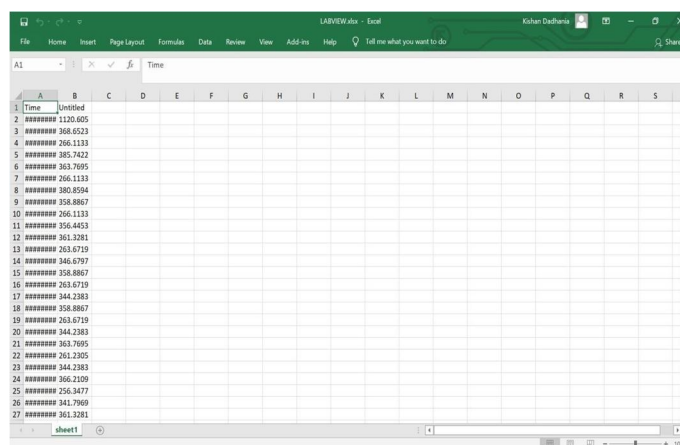 LABVIEW.xlsx - Excel
Kishan Dadhania
File Home Insert Page Layout Formulas Data Review View Add-ins Help Tell me what you want to do Share
A1 fx Time
A B C D E F G H I J K L M N O P Q R S
1 Time Untitled
2 ######## 1120.605
3 ######## 368.6523
4 ######## 266.1133
5 ######## 385.7422
6 ######## 363.7695
7 ######## 266.1133
8 ######## 380.8594
9 ######## 358.8867
10 ######## 266.1133
11 ######## 356.4453
12 ######## 361.3281
13 ######## 263.6719
14 ######## 346.6797
15 ######## 358.8867
16 ######## 263.6719
17 ######## 344.2383
18 ######## 358.8867
19 ######## 263.6719
20 ######## 344.2383
21 ######## 363.7695
22 ######## 261.2305
23 ######## 344.2383
24 ######## 366.2109
25 ######## 256.3477
26 ######## 341.7969
27 ######## 361.3281
sheet1